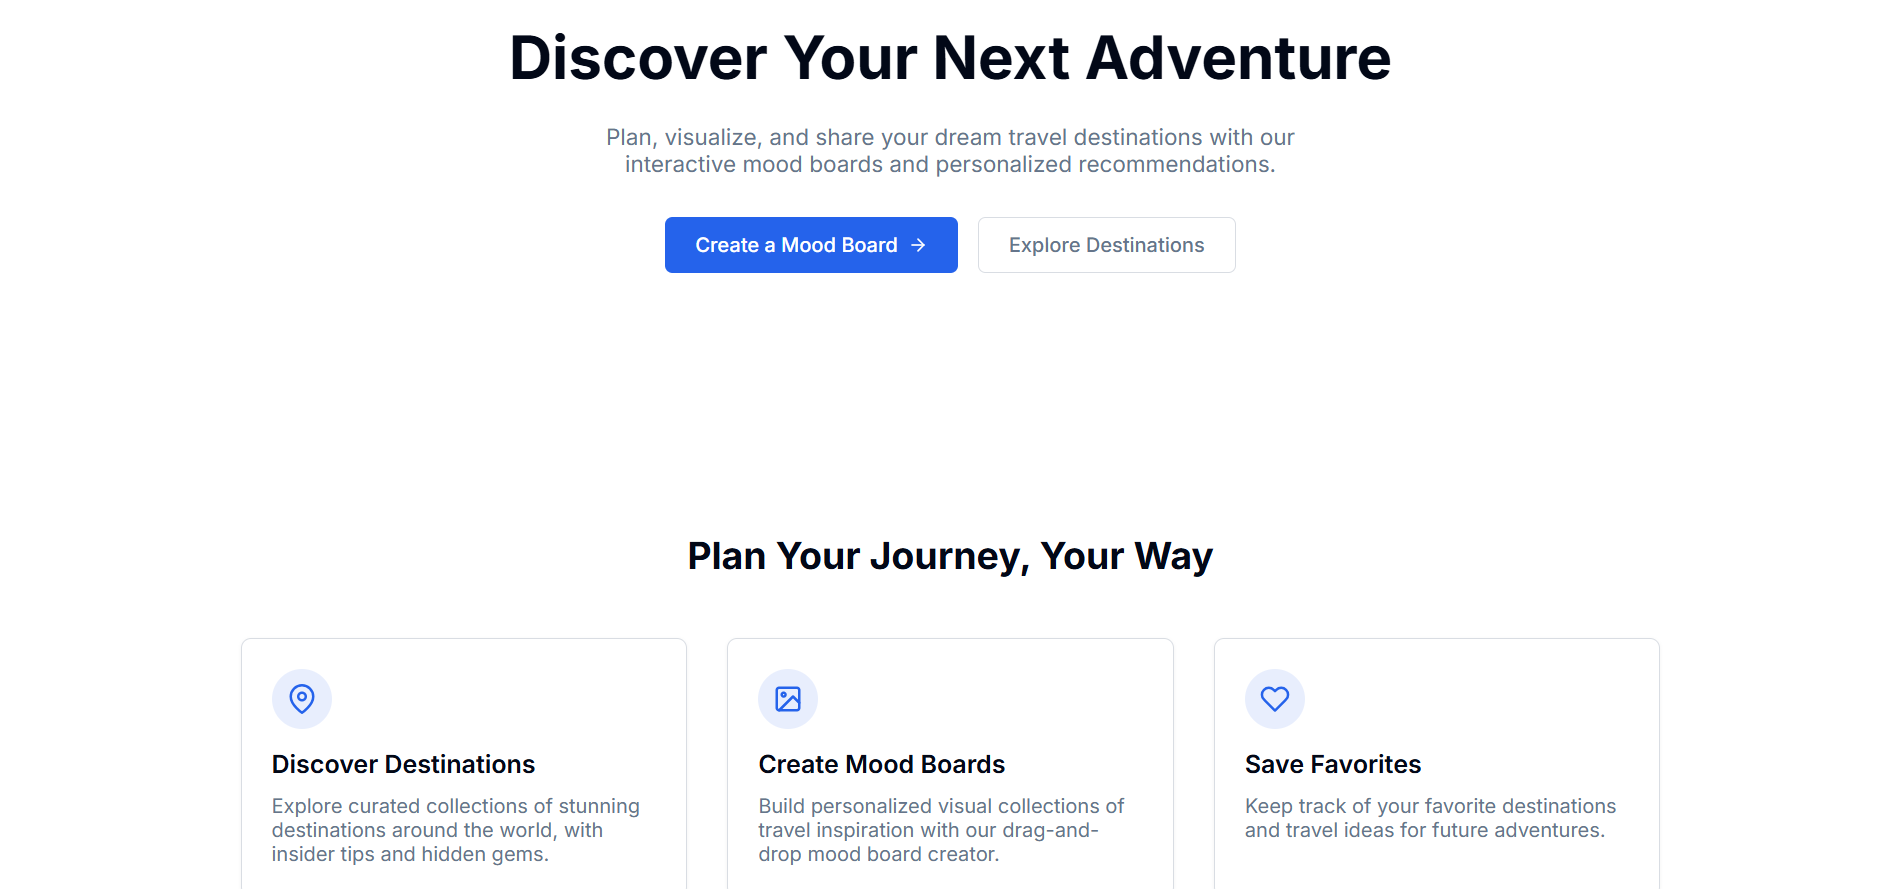 Discover Your Next Adventure
Plan, visualize, and share your dream travel destinations with our
interactive mood boards and personalized recommendations.
Create a Mood Board →
Explore Destinations
Plan Your Journey, Your Way
Discover Destinations
Explore curated collections of stunning
destinations around the world, with
insider tips and hidden gems.
Create Mood Boards
Build personalized visual collections of
travel inspiration with our drag-and-
drop mood board creator.
Save Favorites
Keep track of your favorite destinations
and travel ideas for future adventures.